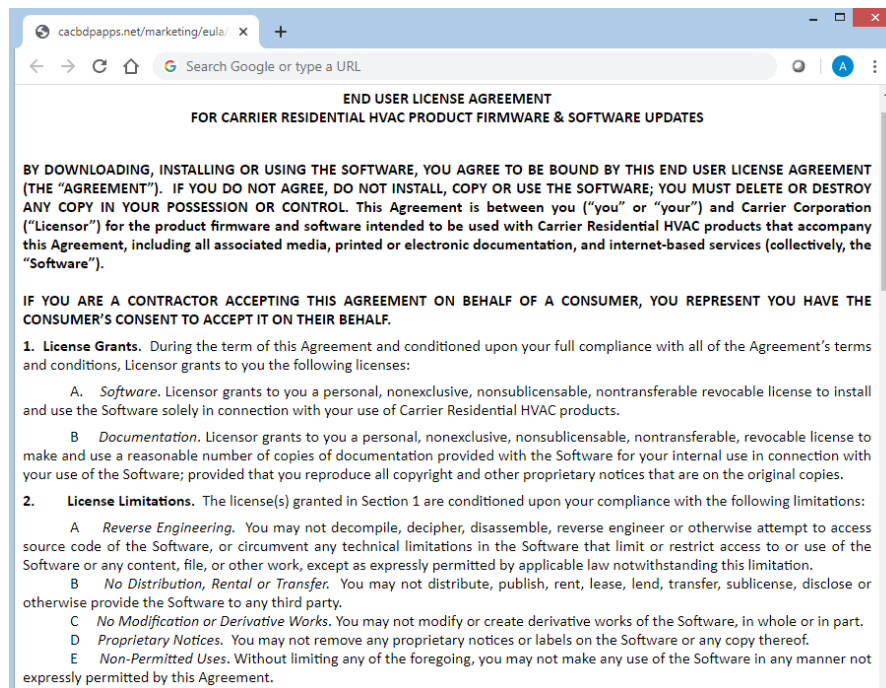 cacbdpapps.net/marketing/eula/
Search Google or type a URL
A
END USER LICENSE AGREEMENT
FOR CARRIER RESIDENTIAL HVAC PRODUCT FIRMWARE & SOFTWARE UPDATES
BY DOWNLOADING, INSTALLING OR USING THE SOFTWARE, YOU AGREE TO BE BOUND BY THIS END USER LICENSE AGREEMENT
(THE “AGREEMENT”). IF YOU DO NOT AGREE, DO NOT INSTALL, COPY OR USE THE SOFTWARE; YOU MUST DELETE OR DESTROY
ANY COPY IN YOUR POSSESSION OR CONTROL. This Agreement is between you (“you” or “your”) and Carrier Corporation
(“Licensor”) for the product firmware and software intended to be used with Carrier Residential HVAC products that accompany
this Agreement, including all associated media, printed or electronic documentation, and internet-based services (collectively, the
“Software”).
IF YOU ARE A CONTRACTOR ACCEPTING THIS AGREEMENT ON BEHALF OF A CONSUMER, YOU REPRESENT YOU HAVE THE
CONSUMER’S CONSENT TO ACCEPT IT ON THEIR BEHALF.
1. License Grants. During the term of this Agreement and conditioned upon your full compliance with all of the Agreement’s terms
and conditions, Licensor grants to you the following licenses:
A. Software. Licensor grants to you a personal, nonexclusive, nonsublicensable, nontransferable revocable license to install
and use the Software solely in connection with your use of Carrier Residential HVAC products.
B Documentation. Licensor grants to you a personal, nonexclusive, nonsublicensable, nontransferable, revocable license to
make and use a reasonable number of copies of documentation provided with the Software for your internal use in connection with
your use of the Software; provided that you reproduce all copyright and other proprietary notices that are on the original copies.
2. License Limitations. The license(s) granted in Section 1 are conditioned upon your compliance with the following limitations:
A Reverse Engineering. You may not decompile, decipher, disassemble, reverse engineer or otherwise attempt to access
source code of the Software, or circumvent any technical limitations in the Software that limit or restrict access to or use of the
Software or any content, file, or other work, except as expressly permitted by applicable law notwithstanding this limitation.
B No Distribution, Rental or Transfer. You may not distribute, publish, rent, lease, lend, transfer, sublicense, disclose or
otherwise provide the Software to any third party.
C No Modification or Derivative Works. You may not modify or create derivative works of the Software, in whole or in part.
D Proprietary Notices. You may not remove any proprietary notices or labels on the Software or any copy thereof.
E Non-Permitted Uses. Without limiting any of the foregoing, you may not make any use of the Software in any manner not
expressly permitted by this Agreement.